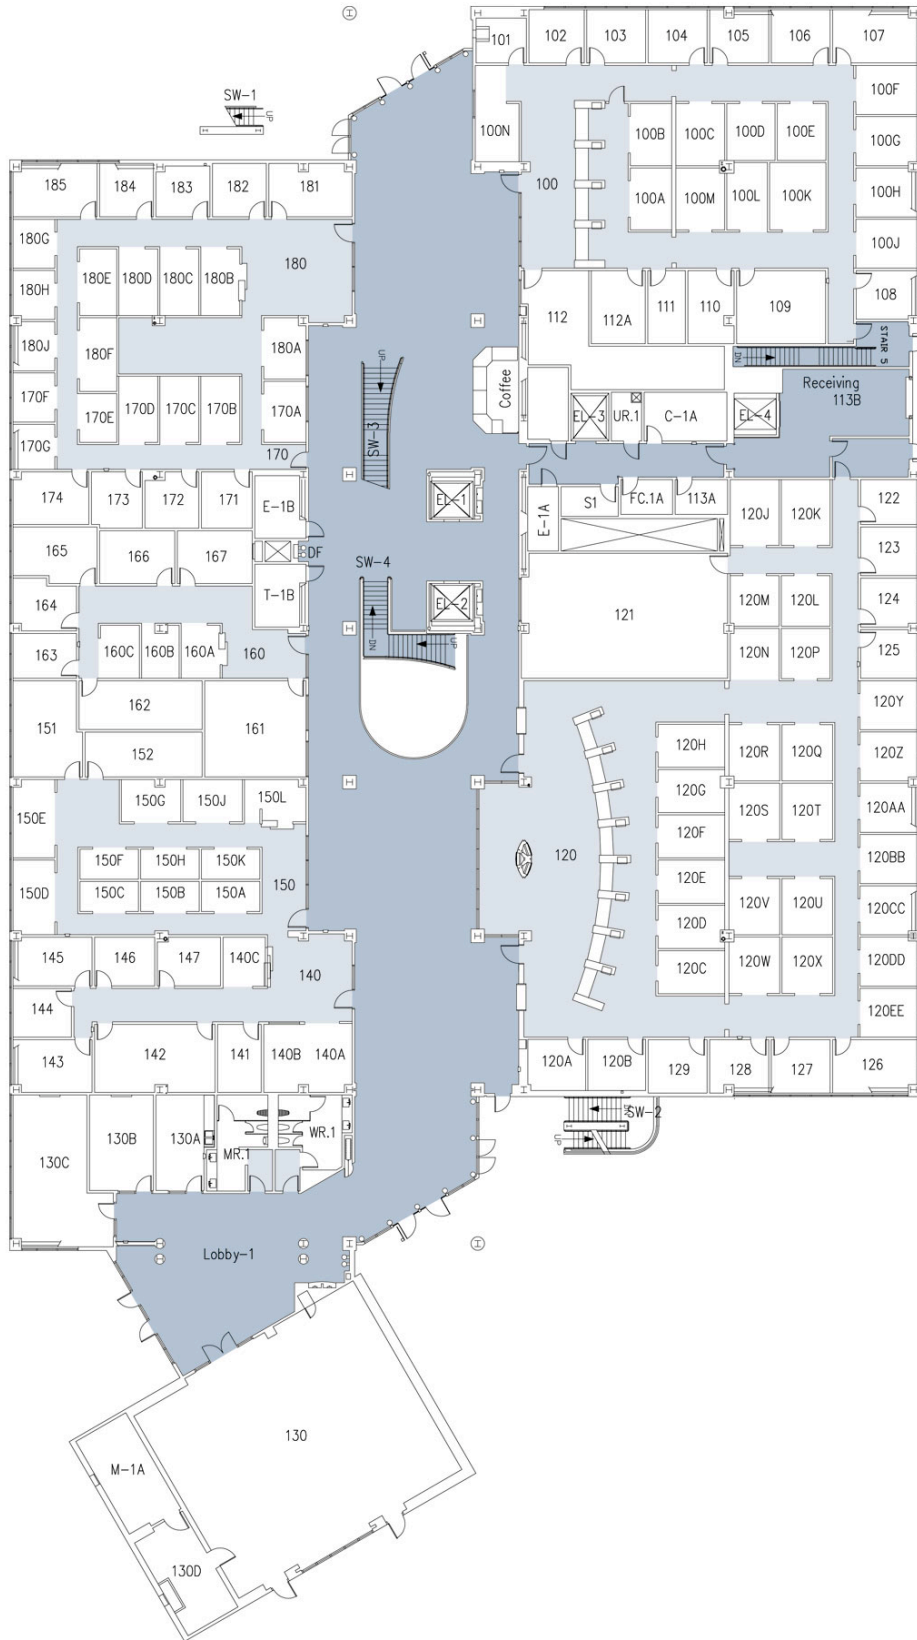 101 102 103 104 105 106 107
SW-1
UP
100N
100B 100C 100D 100E
100F
100G
100
100A 100M 100L 100K
100H
100J
185 184 183 182 181
180G
180
180H
180E 180D 180C 180B
112 112A 111 110 109
108
STAIR 5
180J
180F
180A
UP
SW-3
Coffee
DN
Receiving
113B
170F
170E 170D 170C 170B 170A
EL-3 UR.1 C-1A EL-4
170G
170
174 173 172 171
E-1B
EL-1
E-1A
S1 FC.1A 113A
120J 120K
122
165 166 167
DF
SW-4
123
164
T-1B
DN
EL-2
UP
121
120M 120L
124
163
160C 160B 160A
160
120N 120P
125
151
162
161
120Y
152
120H
120R 120Q
120Z
150E
150G 150J 150L
120G
120S 120T
120AA
120F
150F 150H 150K
120
120BB
150D
150C 150B 150A
150
120E
120V 120U
120CC
120D
145 146 147 140C
140
120C
120W 120X
120DD
144
120EE
143 142 141 140B 140A
120A 120B 129 128 127 126
SW-2
UP
130C 130B 130A
MR.1
WR.1
Lobby-1
130
M-1A
130D